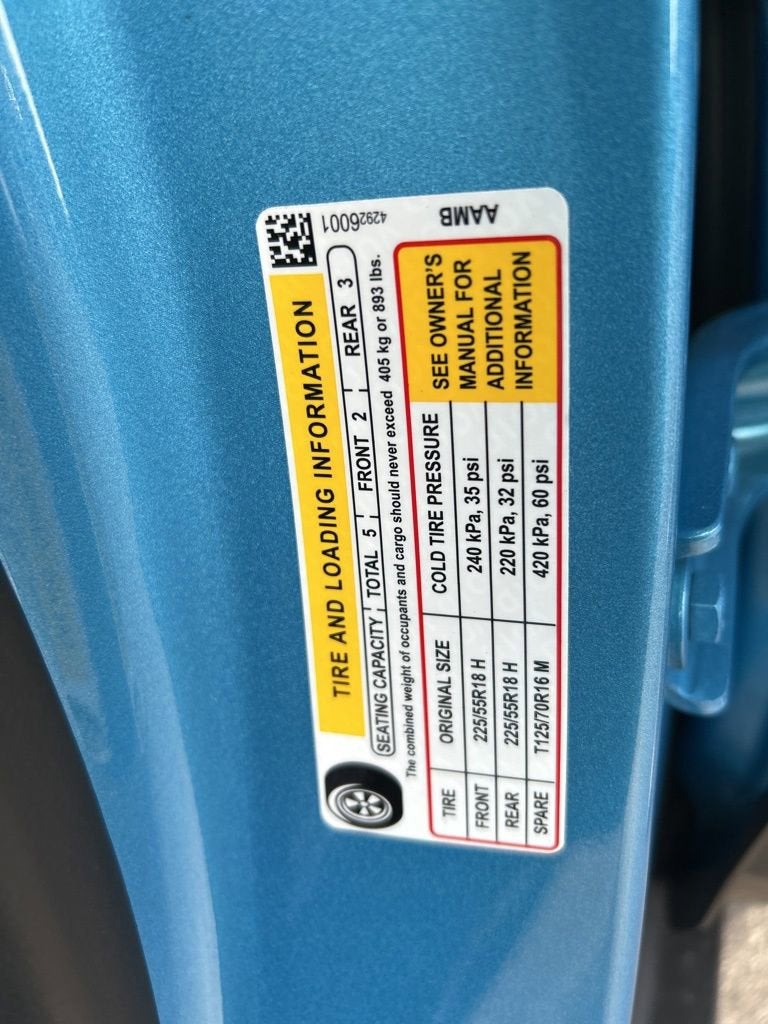 42926001
AAMB
TIRE AND LOADING INFORMATION
SEATING CAPACITY TOTAL 5 FRONT 2 REAR 3
The combined weight of occupants and cargo should never exceed 405 kg or 893 lbs.
TIRE ORIGINAL SIZE COLD TIRE PRESSURE
FRONT 225/55R18 H 240 kPa, 35 psi
REAR 225/55R18 H 220 kPa, 32 psi
SPARE T125/70R16 M 420 kPa, 60 psi
SEE OWNER'S
MANUAL FOR
ADDITIONAL
INFORMATION